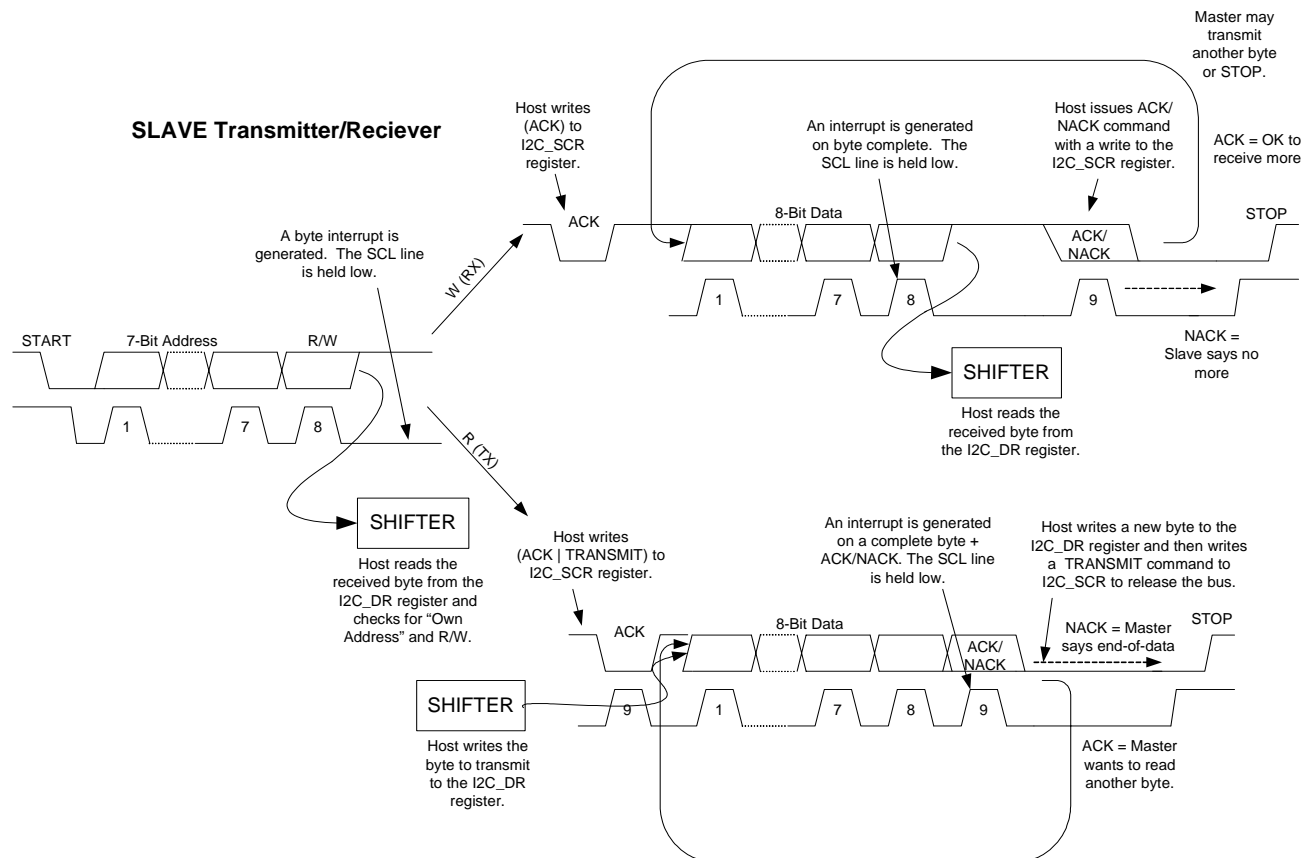 SLAVE Transmitter/Reciever
Master may
transmit
another byte
or STOP.
Host writes
(ACK) to
I2C_SCR
register.
An interrupt is generated
on byte complete. The
SCL line is held low.
Host issues ACK/
NACK command
with a write to the
I2C_SCR register.
ACK = OK to
receive more
A byte interrupt is
generated. The SCL line
is held low.
W (RX)
ACK
8-Bit Data
ACK/
NACK
STOP
1
7
8
9
NACK =
Slave says no
more
SHIFTER
Host reads the
received byte from
the I2C_DR register.
START
7-Bit Address
R/W
1
7
8
SHIFTER
Host reads the
received byte from the
I2C_DR register and
checks for “Own
Address” and R/W.
R (TX)
Host writes
(ACK | TRANSMIT) to
I2C_SCR register.
An interrupt is generated
on a complete byte +
ACK/NACK. The SCL line
is held low.
Host writes a new byte to the
I2C_DR register and then writes
a TRANSMIT command to
I2C_SCR to release the bus.
ACK
8-Bit Data
ACK/
NACK
NACK = Master
says end-of-data
STOP
SHIFTER
9
1
7
8
9
Host writes the
byte to transmit
to the I2C_DR
register.
ACK = Master
wants to read
another byte.